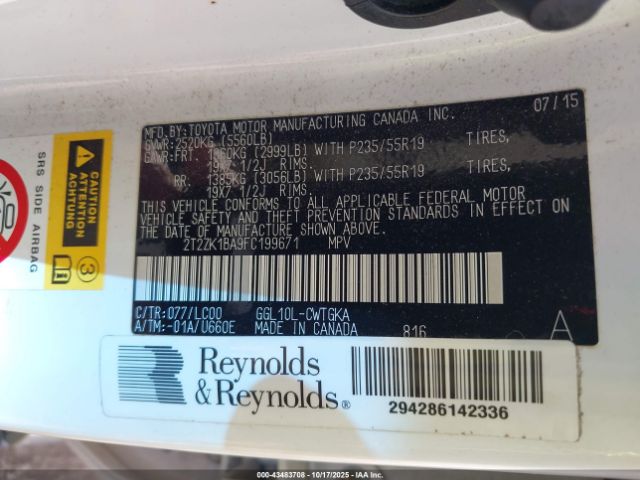 07/15
MFD.BY:TOYOTA MOTOR MANUFACTURING CANADA INC.
GVWR:2520KG (5560LB)
GAWR:FRT. 1360KG (2999LB) WITH P235/55R19 TIRES,
19X7 1/2J RIMS.
RR. 1385KG (3056LB) WITH P235/55R19 TIRES,
19X7 1/2J RIMS.
THIS VEHICLE CONFORMS TO ALL APPLICABLE FEDERAL MOTOR
VEHICLE SAFETY AND THEFT PREVENTION STANDARDS IN EFFECT ON
THE DATE OF MANUFACTURE SHOWN ABOVE.
2T2ZK1BA9FC199671 MPV
C/TR:077/LC00 GGL10L-CWTGKA
A/TM:-01A/U660E MADE IN CANADA 816 A
SRS SIDE AIRBAG
3
Reynolds
& Reynolds®
294286142336
000-43483708 - 10/17/2025 - IAA Inc.